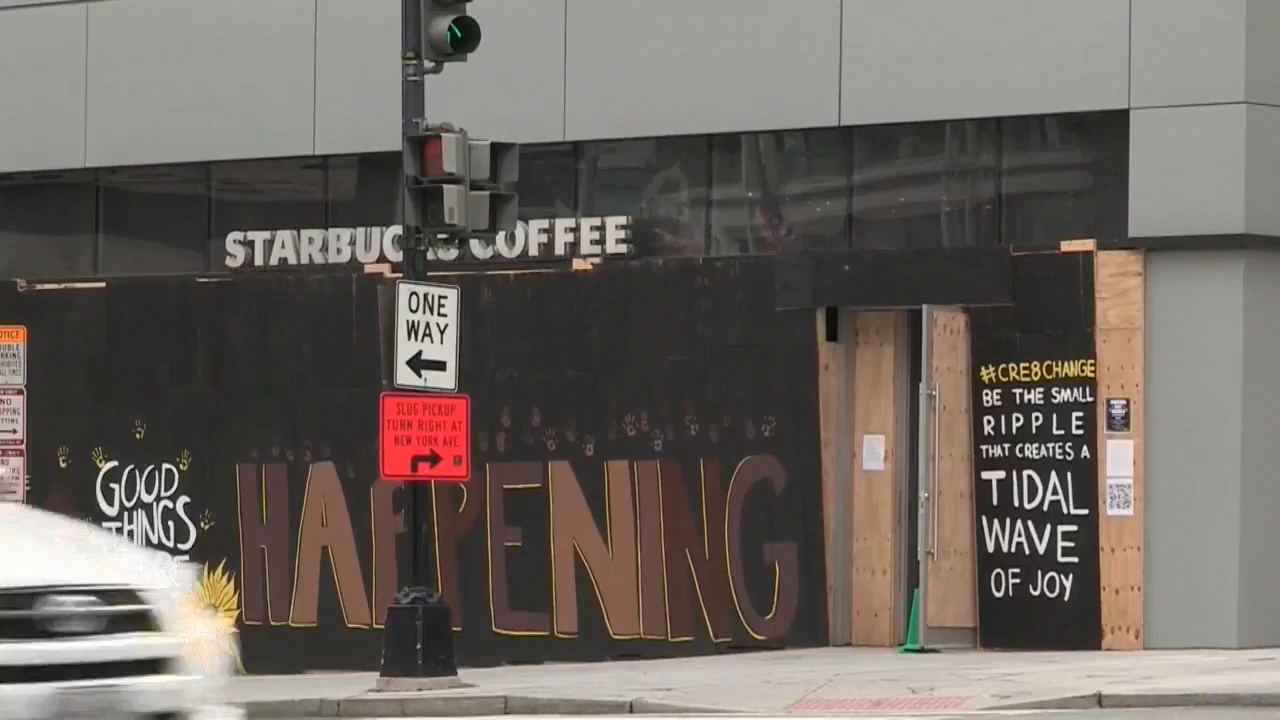 STARBUCKS COFFEE
ONE
WAY
SLUG PICKUP
TURN RIGHT AT
NEW YORK AVE.
GOOD
THINGS
HAPPENING
#CRE8CHANGE
BE THE SMALL
RIPPLE
THAT CREATES A
TIDAL
WAVE
OF JOY